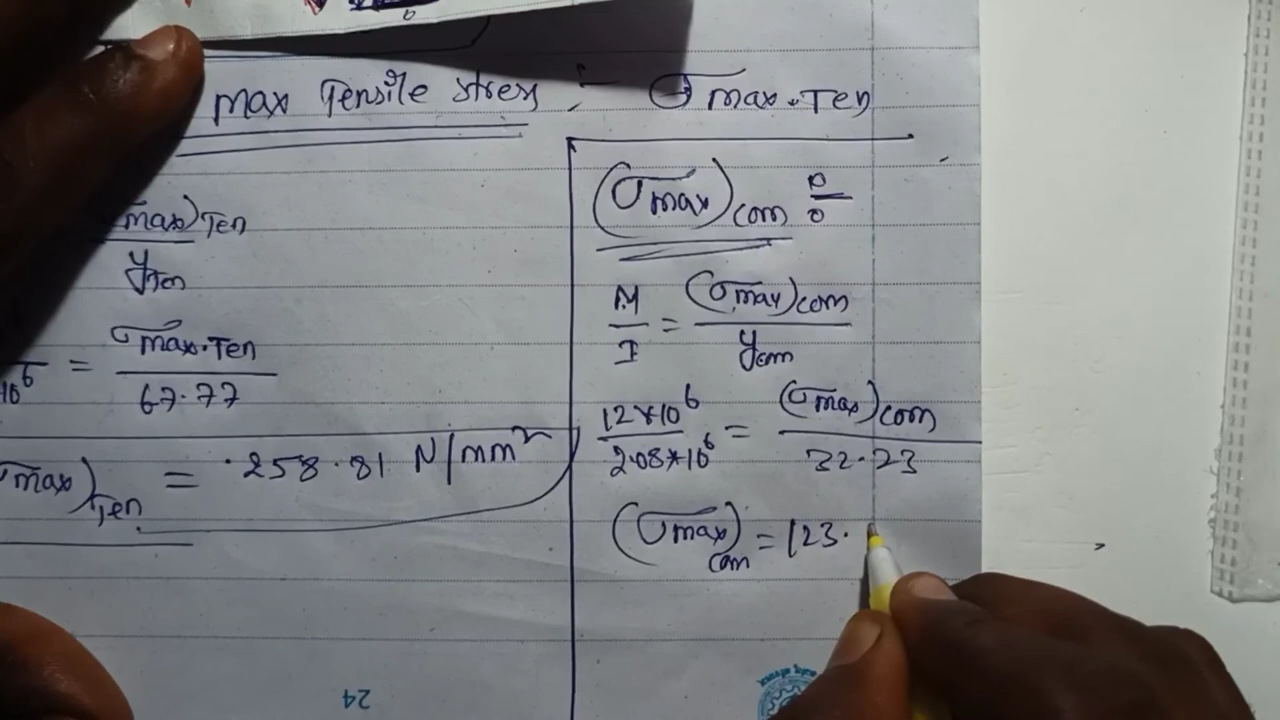 max Tensile stress :- σmax.Ten
max)Ten
yTen
10^6 = σmax.Ten / 67.77
σmax)Ten = 258.81 N/mm²
(σmax)com :-
M/I = (σmax)com / ycom
12*10^6 / 2.08*10^6 = (σmax)com / 32.23
(σmax)com = 123.
24